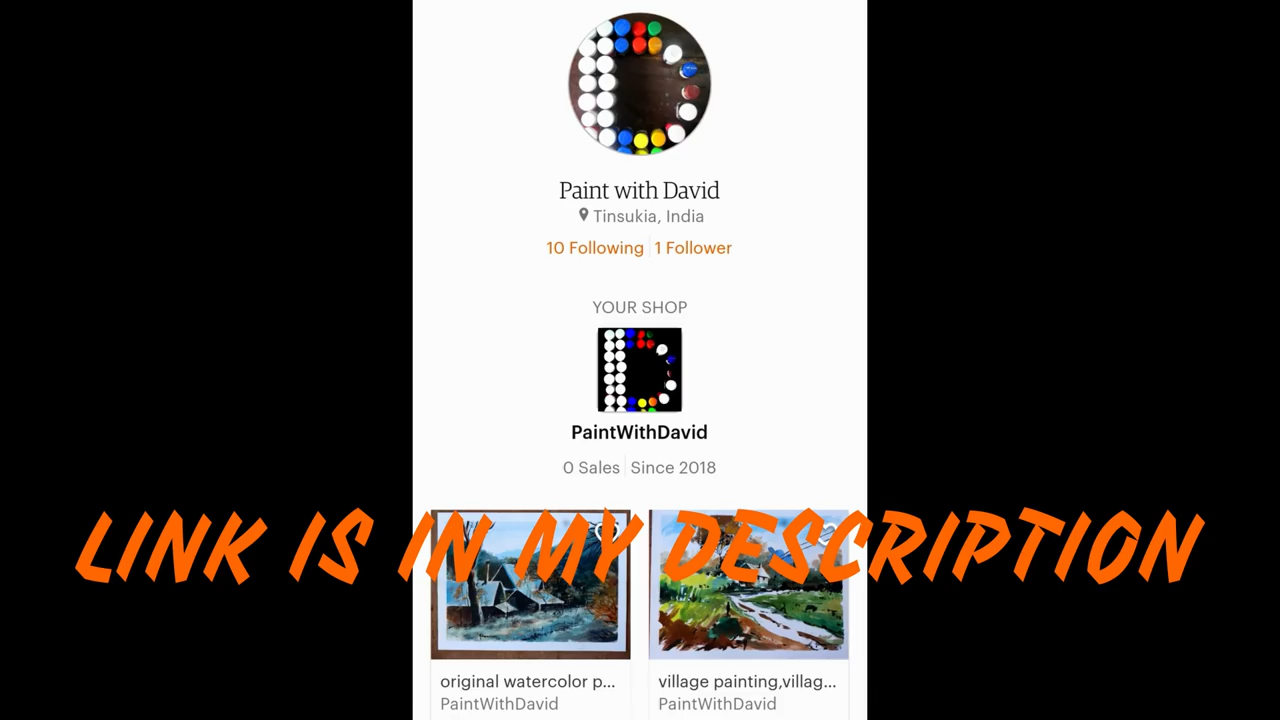 Paint with David
Tinsukia, India
10 Following 1 Follower
YOUR SHOP
PaintWithDavid
0 Sales Since 2018
LINK IS IN MY DESCRIPTION
original watercolor p... village painting,villag...
PaintWithDavid PaintWithDavid